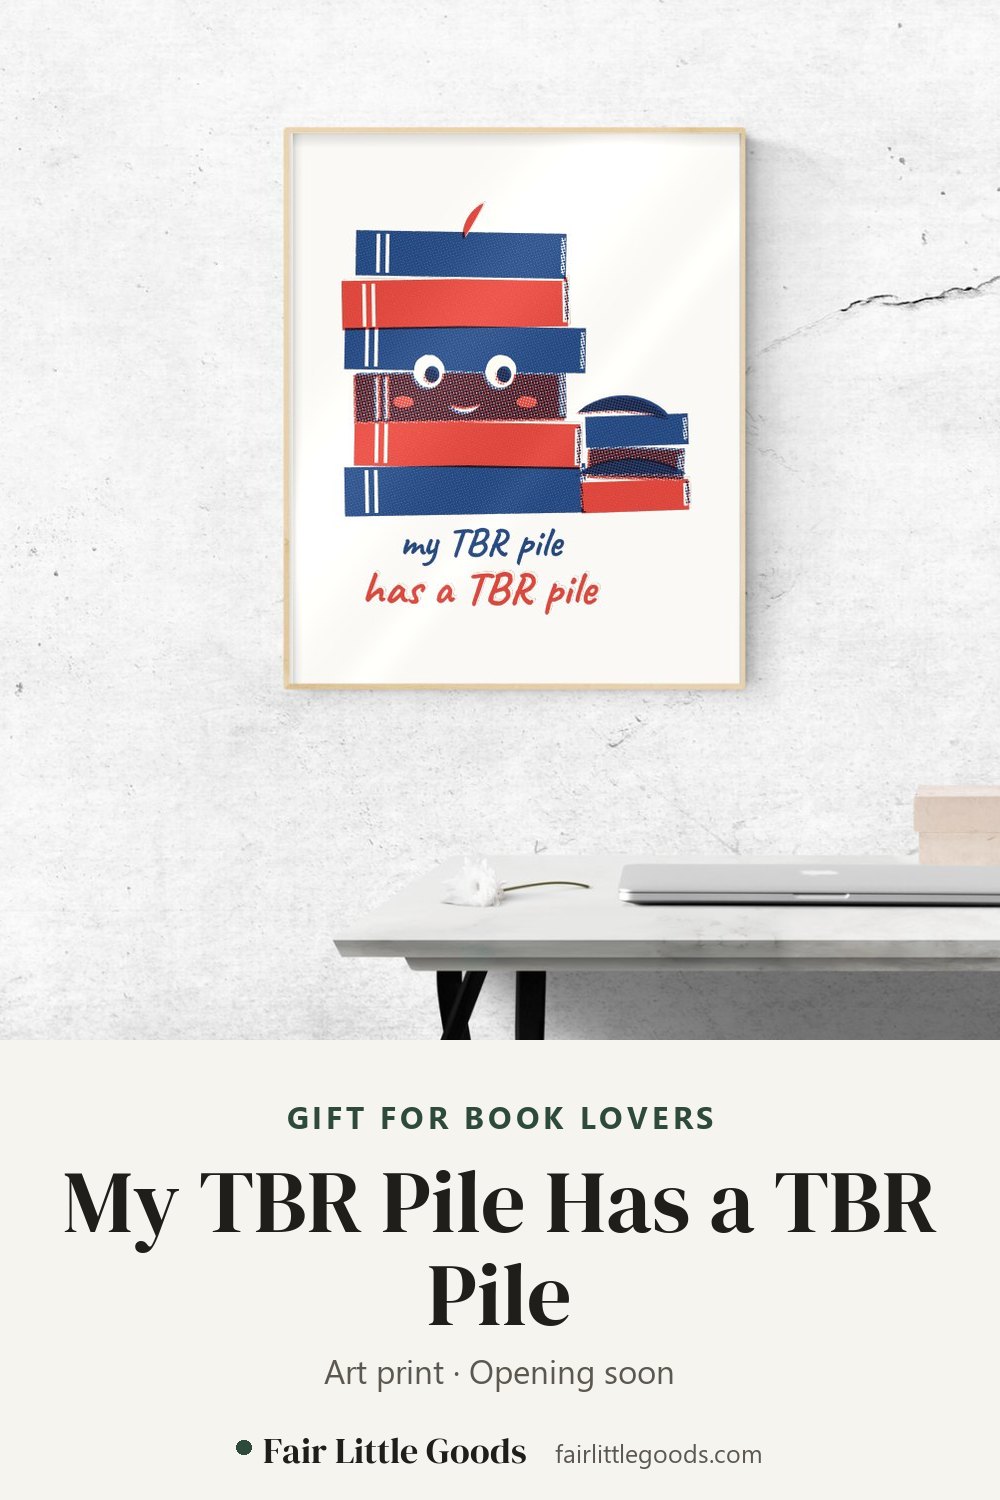 my TBR pile
has a TBR pile
GIFT FOR BOOK LOVERS
My TBR Pile Has a TBR
Pile
Art print · Opening soon
Fair Little Goods fairlittlegoods.com